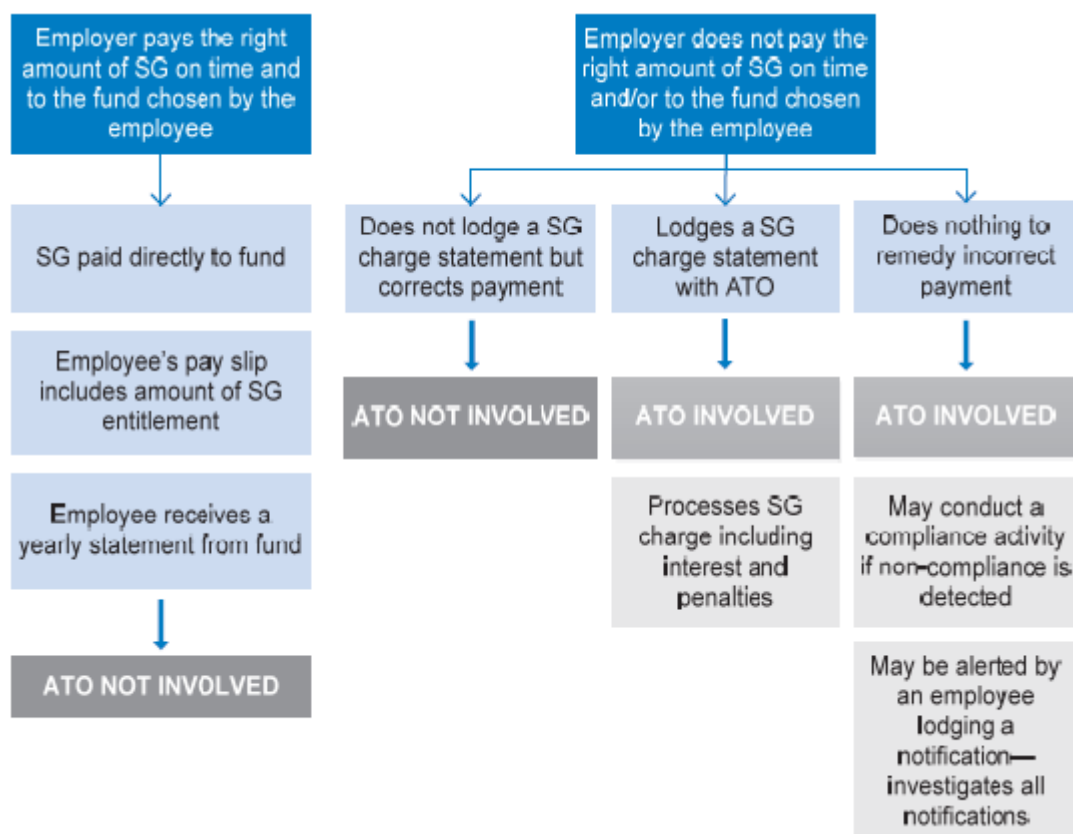 Employer pays the right
amount of SG on time and
to the fund chosen by the
employee
SG paid directly to fund
Employee's pay slip
includes amount of SG
entitlement
Employee receives a
yearly statement from fund
ATO NOT INVOLVED
Employer does not pay the
right amount of SG on time
and/or to the fund chosen
by the employee
Does not lodge a SG
charge statement but
corrects payment
ATO NOT INVOLVED
Lodges a SG
charge statement
with ATO
ATO INVOLVED
Processes SG
charge including
interest and
penalties
Does nothing to
remedy incorrect
payment
ATO INVOLVED
May conduct a
compliance activity
if non-compliance is
detected
May be alerted by
an employee
lodging a
notification—
investigates all
notifications